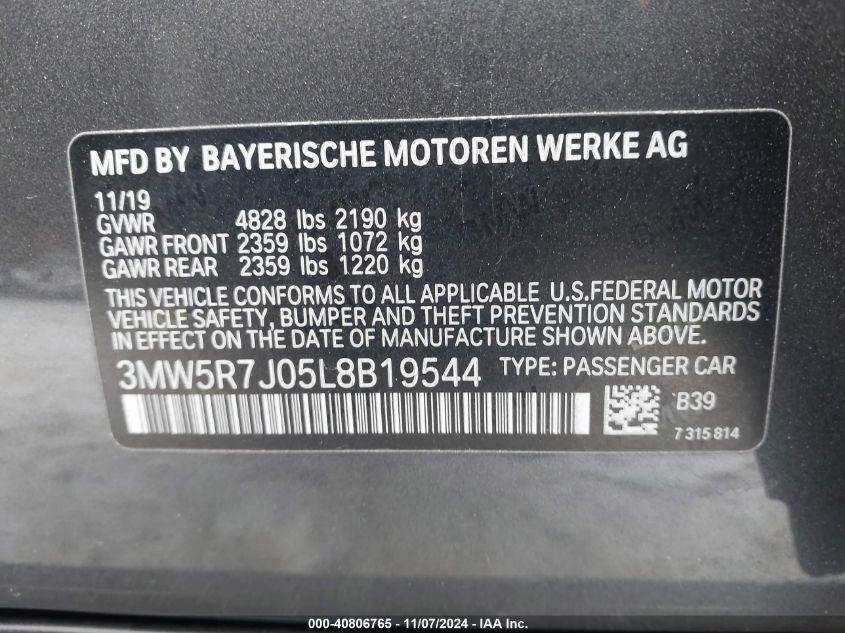 MFD BY BAYERISCHE MOTOREN WERKE AG
11/19
GVWR 4828 lbs 2190 kg
GAWR FRONT 2359 lbs 1072 kg
GAWR REAR 2359 lbs 1220 kg
THIS VEHICLE CONFORMS TO ALL APPLICABLE U.S.FEDERAL MOTOR
VEHICLE SAFETY, BUMPER AND THEFT PREVENTION STANDARDS
IN EFFECT ON THE DATE OF MANUFACTURE SHOWN ABOVE.
3MW5R7J05L8B19544 TYPE: PASSENGER CAR
B39
7 315 814
000-40806765 - 11/07/2024 - IAA Inc.